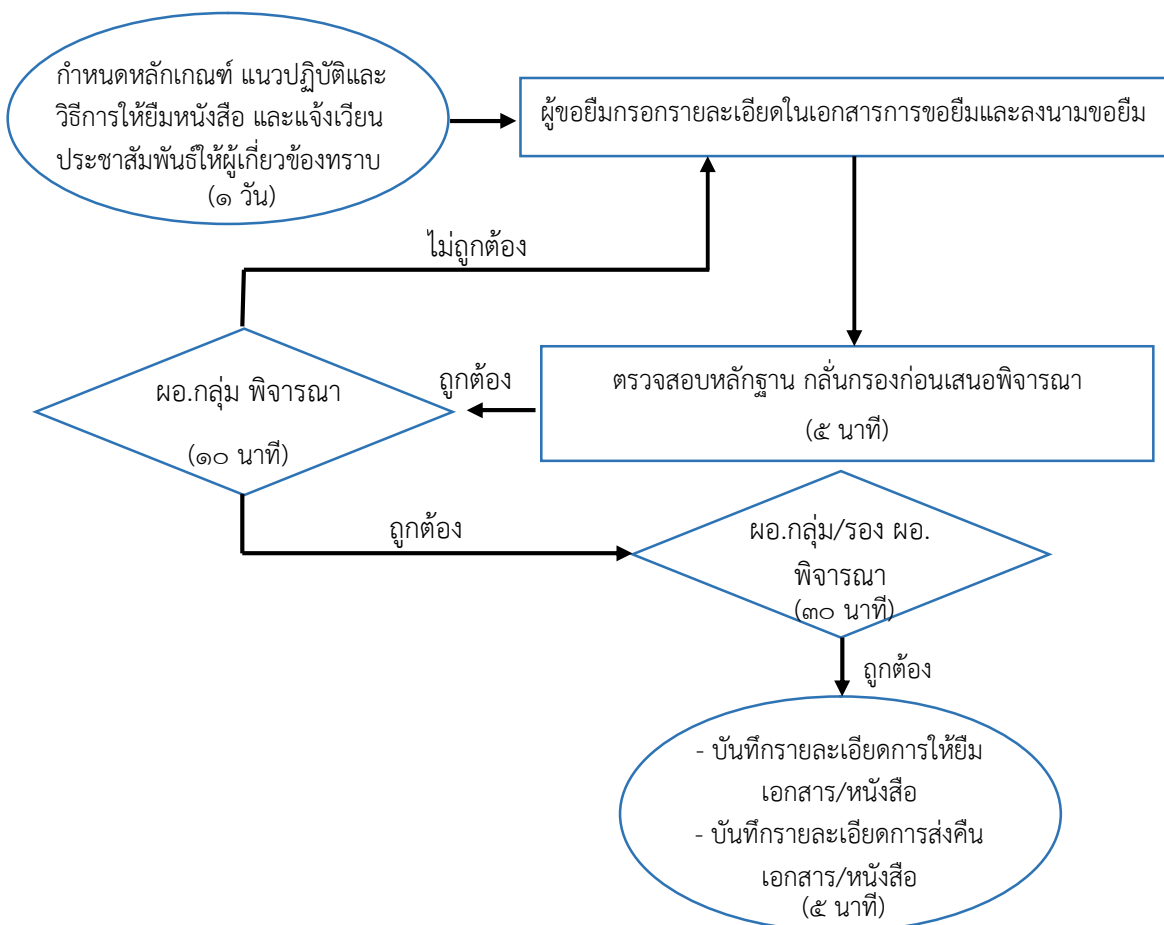 กำหนดหลักเกณฑ์ แนวปฏิบัติและ
วิธีการให้ยืมหนังสือ และแจ้งเวียน
ประชาสัมพันธ์ให้ผู้เกี่ยวข้องทราบ
(๑ วัน)
ผู้ขอยืมกรอกรายละเอียดในเอกสารการขอยืมและลงนามขอยืม
ไม่ถูกต้อง
ผอ.กลุ่ม พิจารณา
(๑๐ นาที)
ถูกต้อง
ตรวจสอบหลักฐาน กลั่นกรองก่อนเสนอพิจารณา
(๕ นาที)
ถูกต้อง
ผอ.กลุ่ม/รอง ผอ.
พิจารณา
(๓๐ นาที)
ถูกต้อง
- บันทึกรายละเอียดการให้ยืม
เอกสาร/หนังสือ
- บันทึกรายละเอียดการส่งคืน
เอกสาร/หนังสือ
(๕ นาที)